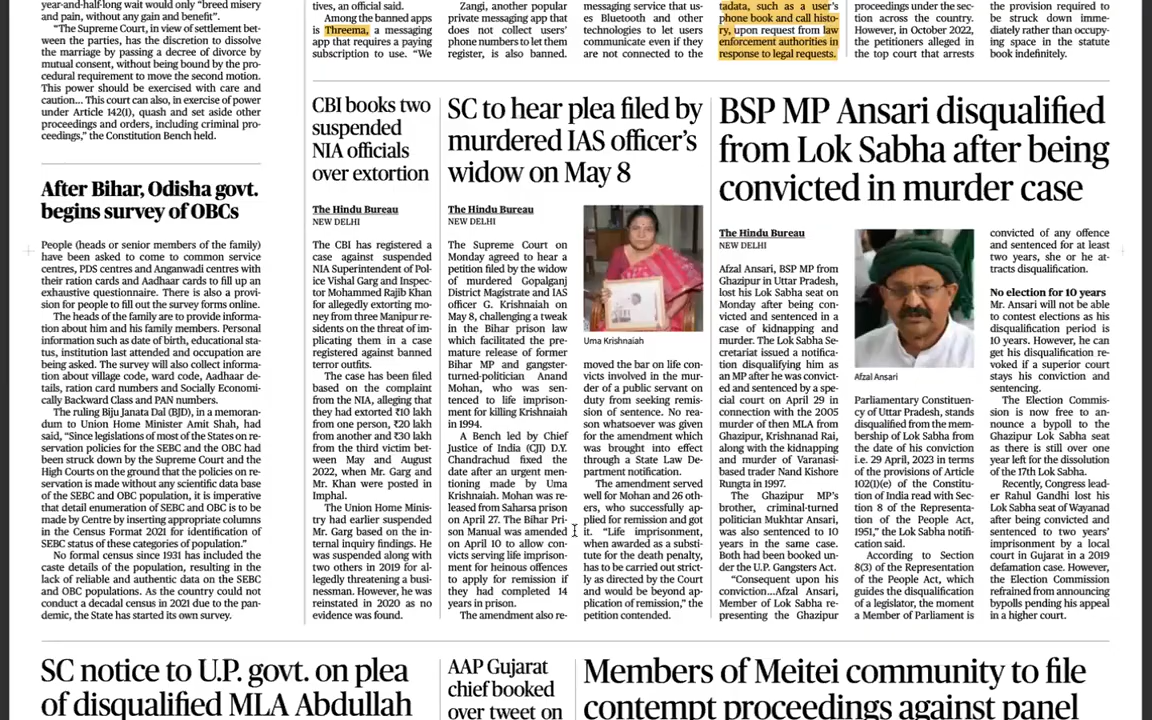 year-and-half-long wait would only "breed misery
and pain, without any gain and benefit".
"The Supreme Court, in view of settlement bet-
ween the parties, has the discretion to dissolve
the marriage by passing a decree of divorce by
mutual consent, without being bound by the pro-
cedural requirement to move the second motion.
This power should be exercised with care and
caution... This court can also, in exercise of power
under Article 142(1), quash and set aside other
proceedings and orders, including criminal pro-
ceedings," the Constitution Bench held.
After Bihar, Odisha govt.
begins survey of OBCs
People (heads or senior members of the family)
have been asked to come to common service
centres, PDS centres and Anganwadi centres with
their ration cards and Aadhaar cards to fill up an
exhaustive questionnaire. There is also a provi-
sion for people to fill out the survey forms online.
The heads of the family are to provide informa-
tion about him and his family members. Personal
information such as date of birth, educational sta-
tus, institution last attended and occupation are
being asked. The survey will also collect informa-
tion about village code, ward code, Aadhaar de-
tails, ration card numbers and Socially Economi-
cally Backward Class and PAN numbers.
The ruling Biju Janata Dal (BJD), in a memoran-
dum to Union Home Minister Amit Shah, had
said, "Since legislations of most of the States on re-
servation policies for the SEBC and the OBC had
been struck down by the Supreme Court and the
High Courts on the ground that the policies on re-
servation is made without any scientific data base
of the SEBC and OBC population, it is imperative
that detail enumeration of SEBC and OBC is to be
made by Centre by inserting appropriate columns
in the Census Format 2021 for identification of
SEBC status of these categories of population."
No formal census since 1931 has included the
caste details of the population, resulting in the
lack of reliable and authentic data on the SEBC
and OBC populations. As the country could not
conduct a decadal census in 2021 due to the pan-
demic, the State has started its own survey.
tives, an official said.
Among the banned apps
is Threema, a messaging
app that requires a paying
subscription to use. "We
Zangi, another popular
private messaging app that
does not collect users'
phone numbers to let them
register, is also banned.
messaging service that us-
es Bluetooth and other
technologies to let users
communicate even if they
are not connected to the
tadata, such as a user's
phone book and call histo-
ry, upon request from law
enforcement authorities in
response to legal requests.
proceedings under the sec-
tion across the country.
However, in October 2022,
the petitioners alleged in
the top court that arrests
the provision required to
be struck down imme-
diately rather than occupy-
ing space in the statute
book indefinitely.
CBI books two
suspended
NIA officials
over extortion
The Hindu Bureau
NEW DELHI
The CBI has registered a
case against suspended
NIA Superintendent of Pol-
ice Vishal Garg and Inspec-
tor Mohammed Rajib Khan
for allegedly extorting mo-
ney from three Manipur re-
sidents on the threat of im-
plicating them in a case
registered against banned
terror outfits.
The case has been filed
based on the complaint
from the NIA, alleging that
they had extorted ₹10 lakh
from one person, ₹20 lakh
from another and ₹30 lakh
from the third victim bet-
ween May and August
2022, when Mr. Garg and
Mr. Khan were posted in
Imphal.
The Union Home Minis-
try had earlier suspended
Mr. Garg based on the in-
ternal inquiry findings. He
was suspended along with
two others in 2019 for al-
legedly threatening a busi-
nessman. However, he was
reinstated in 2020 as no
evidence was found.
SC to hear plea filed by
murdered IAS officer's
widow on May 8
The Hindu Bureau
NEW DELHI
The Supreme Court on
Monday agreed to hear a
petition filed by the widow
of murdered Gopalganj
District Magistrate and IAS
officer G. Krishnaiah on
May 8, challenging a tweak
in the Bihar prison law
which facilitated the pre-
mature release of former
Bihar MP and gangster-
turned-politician Anand
Mohan, who was sen-
tenced to life imprison-
ment for killing Krishnaiah
in 1994.
A Bench led by Chief
Justice of India (CJI) D.Y.
Chandrachud fixed the
date after an urgent men-
tioning made by Uma
Krishnaiah. Mohan was re-
leased from Saharsa prison
on April 27. The Bihar Pri-
son Manual was amended
on April 10 to allow con-
victs serving life imprison-
ment for heinous offences
to apply for remission if
they had completed 14
years in prison.
The amendment also re-
Uma Krishnaiah
moved the bar on life con-
victs involved in the mur-
der of a public servant on
duty from seeking remis-
sion of sentence. No rea-
son whatsoever was given
for the amendment which
was brought into effect
through a State Law De-
partment notification.
The amendment served
well for Mohan and 26 oth-
ers, who successfully ap-
plied for remission and got
it. "Life imprisonment,
when awarded as a substi-
tute for the death penalty,
has to be carried out strict-
ly as directed by the Court
and would be beyond ap-
plication of remission," the
petition contended.
BSP MP Ansari disqualified
from Lok Sabha after being
convicted in murder case
The Hindu Bureau
NEW DELHI
Afzal Ansari, BSP MP from
Ghazipur in Uttar Pradesh,
lost his Lok Sabha seat on
Monday after being con-
victed and sentenced in a
case of kidnapping and
murder. The Lok Sabha Se-
cretariat issued a notifica-
tion disqualifying him as
an MP after he was convict-
ed and sentenced by a spe-
cial court on April 29 in
connection with the 2005
murder of then MLA from
Ghazipur, Krishnanad Rai,
along with the kidnapping
and murder of Varanasi-
based trader Nand Kishore
Rungta in 1997.
The Ghazipur MP's
brother, criminal-turned
politician Mukhtar Ansari,
was also sentenced to 10
years in the same case.
Both had been booked un-
der the U.P. Gangsters Act.
"Consequent upon his
conviction...Afzal Ansari,
Member of Lok Sabha re-
presenting the Ghazipur
Afzal Ansari
Parliamentary Constituen-
cy of Uttar Pradesh, stands
disqualified from the mem-
bership of Lok Sabha from
the date of his conviction
i.e. 29 April, 2023 in terms
of the provisions of Article
102(1)(e) of the Constitu-
tion of India read with Sec-
tion 8 of the Representa-
tion of the People Act,
1951," the Lok Sabha notifi-
cation said.
According to Section
8(3) of the Representation
of the People Act, which
guides the disqualification
of a legislator, the moment
a Member of Parliament is
convicted of any offence
and sentenced for at least
two years, she or he at-
tracts disqualification.
No election for 10 years
Mr. Ansari will not be able
to contest elections as his
disqualification period is
10 years. However, he can
get his disqualification re-
voked if a superior court
stays his conviction and
sentencing.
The Election Commis-
sion is now free to an-
nounce a bypoll to the
Ghazipur Lok Sabha seat
as there is still over one
year left for the dissolution
of the 17th Lok Sabha.
Recently, Congress lead-
er Rahul Gandhi lost his
Lok Sabha seat of Wayanad
after being convicted and
sentenced to two years'
imprisonment by a local
court in Gujarat in a 2019
defamation case. However,
the Election Commission
refrained from announcing
bypolls pending his appeal
in a higher court.
SC notice to U.P. govt. on plea
of disqualified MLA Abdullah
AAP Gujarat
chief booked
over tweet on
Members of Meitei community to file
contempt proceedings against panel